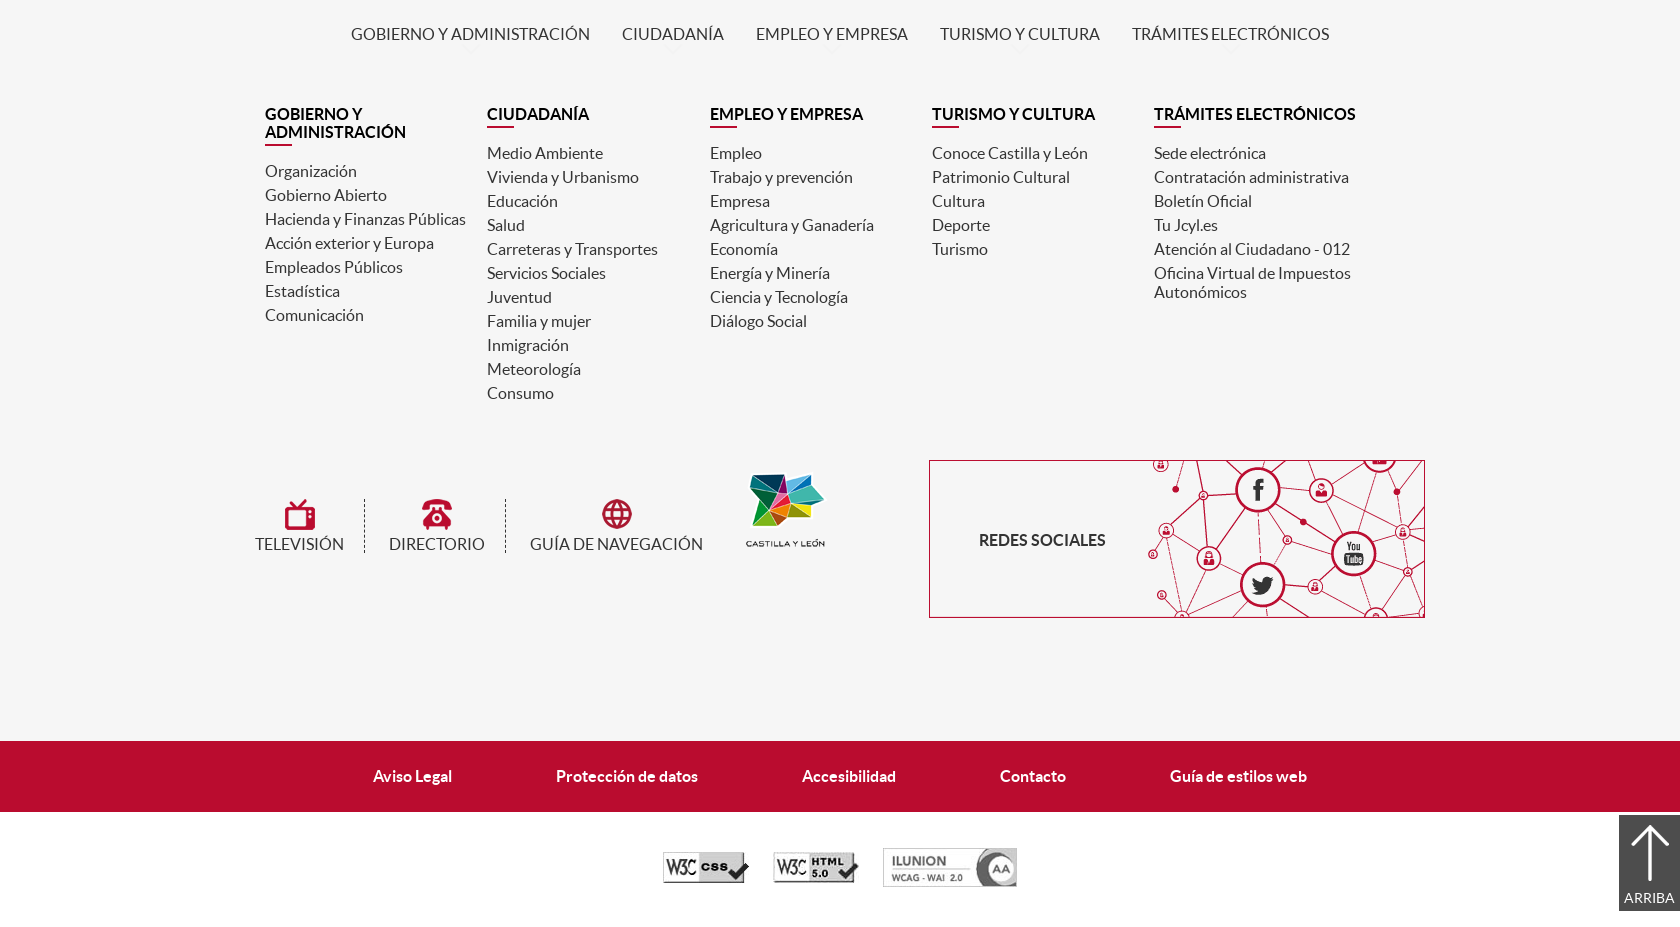 GOBIERNO Y ADMINISTRACIÓN CIUDADANÍA EMPLEO Y EMPRESA TURISMO Y CULTURA TRÁMITES ELECTRÓNICOS
GOBIERNO Y
ADMINISTRACIÓN
Organización
Gobierno Abierto
Hacienda y Finanzas Públicas
Acción exterior y Europa
Empleados Públicos
Estadística
Comunicación
CIUDADANÍA
Medio Ambiente
Vivienda y Urbanismo
Educación
Salud
Carreteras y Transportes
Servicios Sociales
Juventud
Familia y mujer
Inmigración
Meteorología
Consumo
EMPLEO Y EMPRESA
Empleo
Trabajo y prevención
Empresa
Agricultura y Ganadería
Economía
Energía y Minería
Ciencia y Tecnología
Diálogo Social
TURISMO Y CULTURA
Conoce Castilla y León
Patrimonio Cultural
Cultura
Deporte
Turismo
TRÁMITES ELECTRÓNICOS
Sede electrónica
Contratación administrativa
Boletín Oficial
Tu Jcyl.es
Atención al Ciudadano - 012
Oficina Virtual de Impuestos
Autonómicos
TELEVISIÓN
DIRECTORIO
GUÍA DE NAVEGACIÓN
CASTILLA Y LEÓN
REDES SOCIALES
You
Tube
Aviso Legal Protección de datos Accesibilidad Contacto Guía de estilos web
W3C CSS
W3C HTML
5.0
ILUNION
WCAG - WAI 2.0
AA
ARRIBA